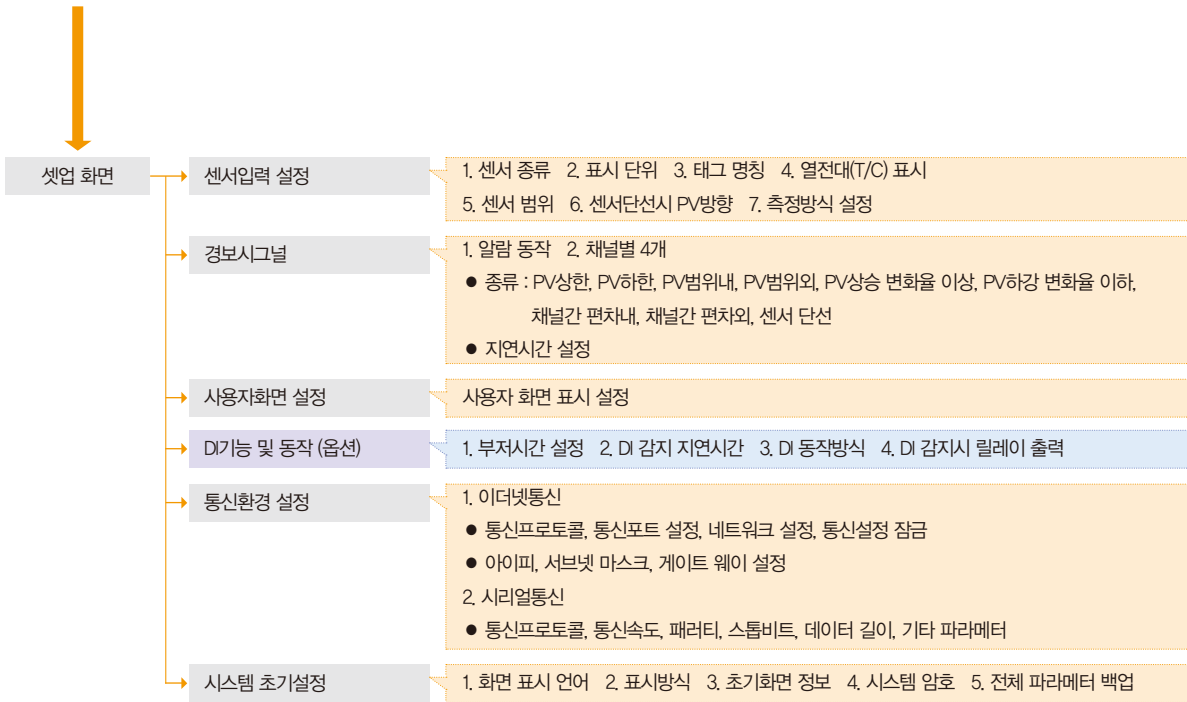 셋업 화면
센서입력 설정
1. 센서 종류 2. 표시 단위 3. 태그 명칭 4. 열전대(T/C) 표시
5. 센서 범위 6. 센서단선시 PV방향 7. 측정방식 설정
경보시그널
1. 알람 동작 2. 채널별 4개
● 종류 : PV상한, PV하한, PV범위내, PV범위외, PV상승 변화율 이상, PV하강 변화율 이하,
채널간 편차내, 채널간 편차외, 센서 단선
● 지연시간 설정
사용자화면 설정
사용자 화면 표시 설정
DI기능 및 동작 (옵션)
1. 부저시간 설정 2. DI 감지 지연시간 3. DI 동작방식 4. DI 감지시 릴레이 출력
통신환경 설정
1. 이더넷통신
● 통신프로토콜, 통신포트 설정, 네트워크 설정, 통신설정 잠금
● 아이피, 서브넷 마스크, 게이트 웨이 설정
2. 시리얼통신
● 통신프로토콜, 통신속도, 패러티, 스톱비트, 데이터 길이, 기타 파라메터
시스템 초기설정
1. 화면 표시 언어 2. 표시방식 3. 초기화면 정보 4. 시스템 암호 5. 전체 파라메터 백업